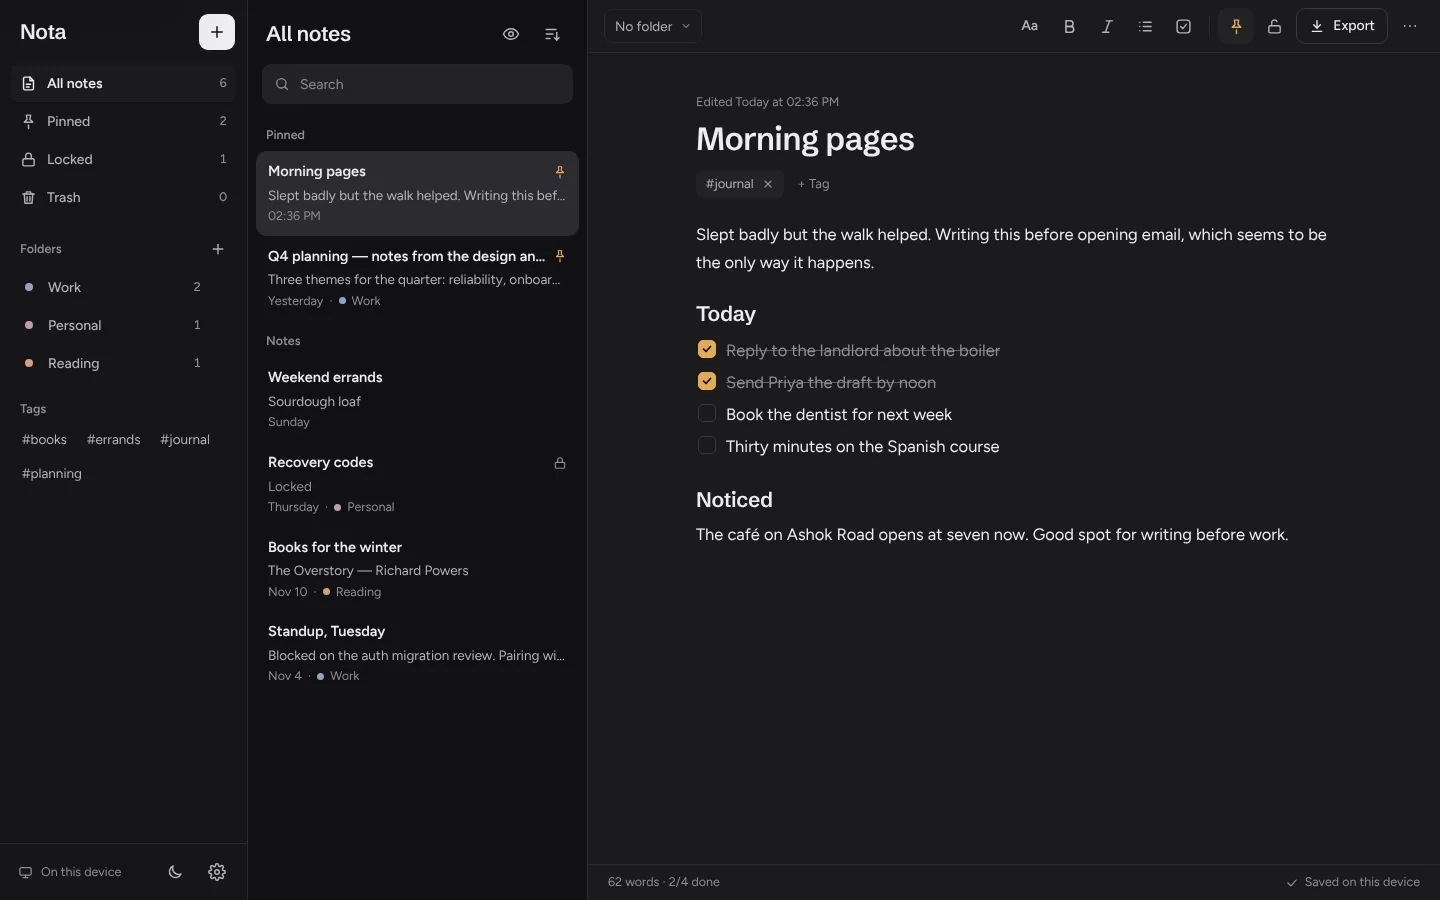 Nota
All notes 6
Pinned 2
Locked 1
Trash 0
Folders
Work 2
Personal 1
Reading 1
Tags
#books #errands #journal
#planning
On this device
All notes
Search
Pinned
Morning pages
Slept badly but the walk helped. Writing this bef...
02:36 PM
Q4 planning — notes from the design an...
Three themes for the quarter: reliability, onboar...
Yesterday · Work
Notes
Weekend errands
Sourdough loaf
Sunday
Recovery codes
Locked
Thursday · Personal
Books for the winter
The Overstory — Richard Powers
Nov 10 · Reading
Standup, Tuesday
Blocked on the auth migration review. Pairing wi...
Nov 4 · Work
No folder
Aa B I Export
Edited Today at 02:36 PM
Morning pages
#journal × + Tag
Slept badly but the walk helped. Writing this before opening email, which seems to be
the only way it happens.
Today
Reply to the landlord about the boiler
Send Priya the draft by noon
Book the dentist for next week
Thirty minutes on the Spanish course
Noticed
The café on Ashok Road opens at seven now. Good spot for writing before work.
62 words · 2/4 done
Saved on this device